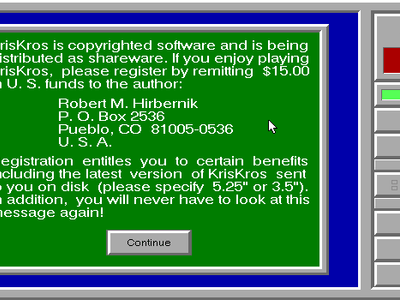 risKros is copyrighted software and is being
istributed as shareware. If you enjoy playing
risKros, please register by remitting $15.00
n U. S. funds to the author:
Robert M. Hirbernik
P. O. Box 2536
Pueblo, CO 81005-0536
U. S. A.
egistration entitles you to certain benefits
ncluding the latest version of KrisKros sent
o you on disk (please specify 5.25" or 3.5").
n addition, you will never have to look at this
message again!
Continue